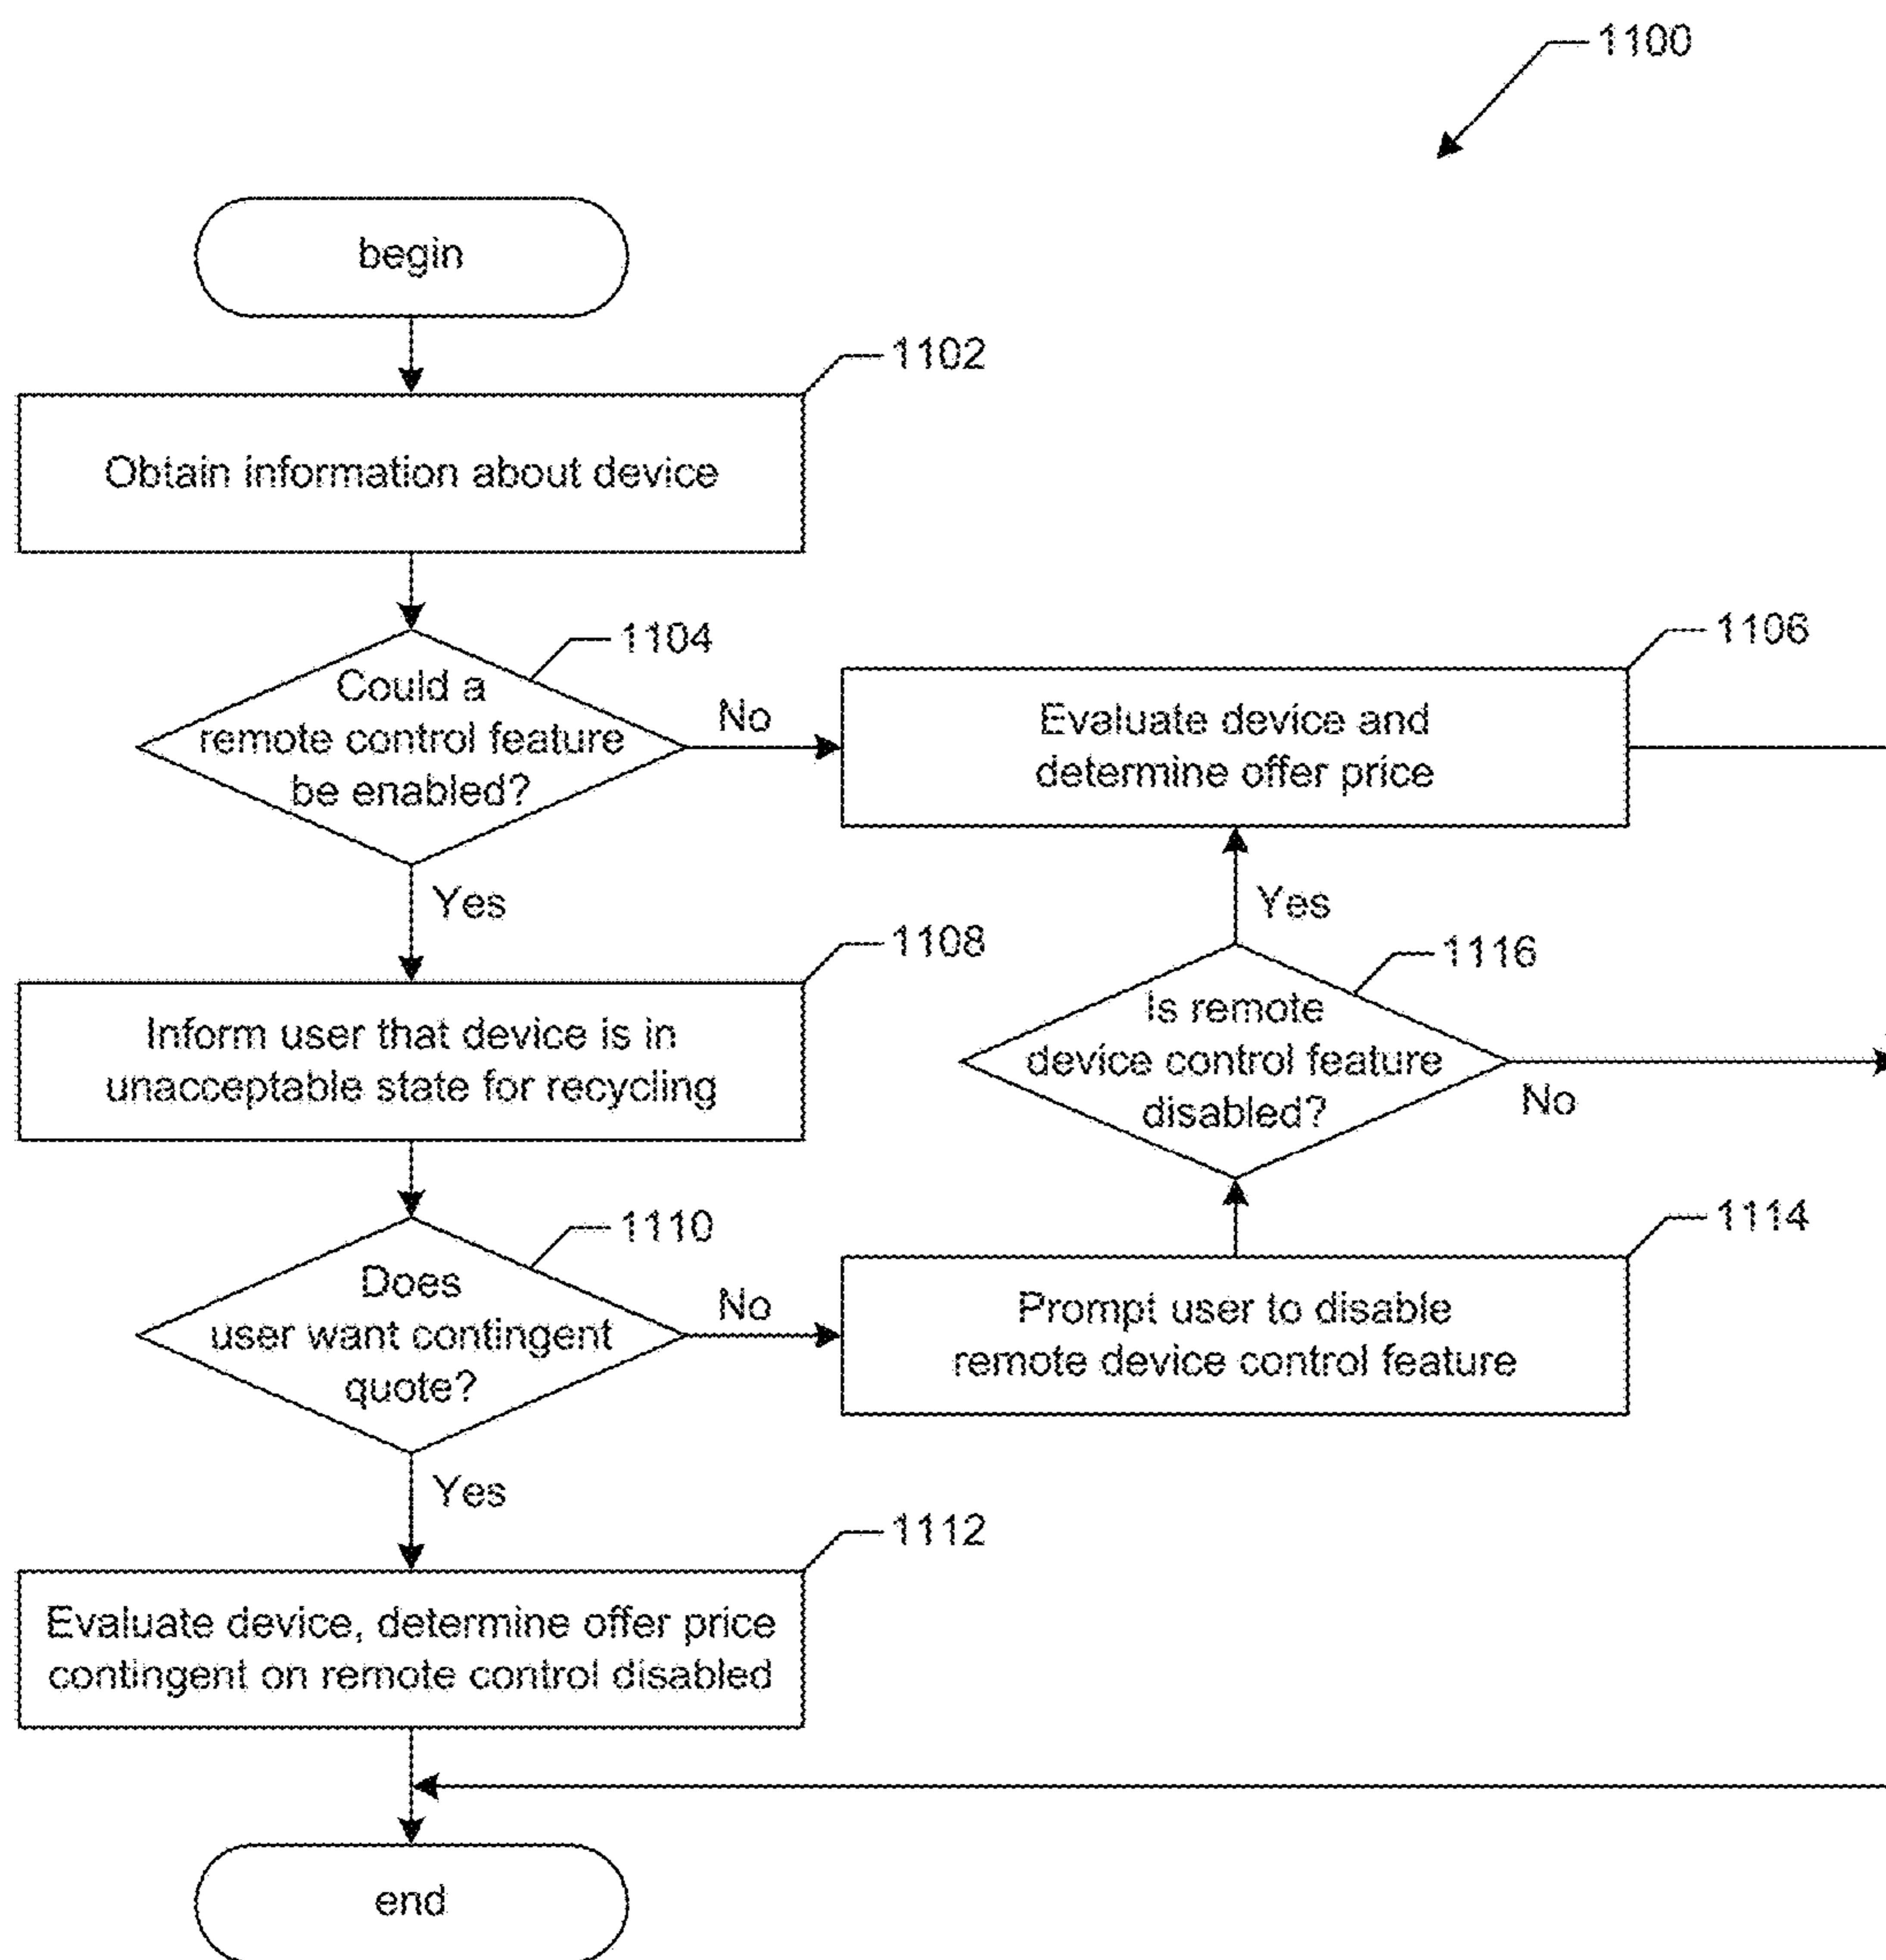 1100
begin
1102
Obtain information about device
1104
Could a
remote control feature
be enabled?
No
1106
Evaluate device and
determine offer price
Yes
1108
Inform user that device is in
unacceptable state for recycling
Yes
1116
Is remote
device control feature
disabled?
No
1110
Does
user want contingent
quote?
No
1114
Prompt user to disable
remote device control feature
Yes
1112
Evaluate device, determine offer price
contingent on remote control disabled
end